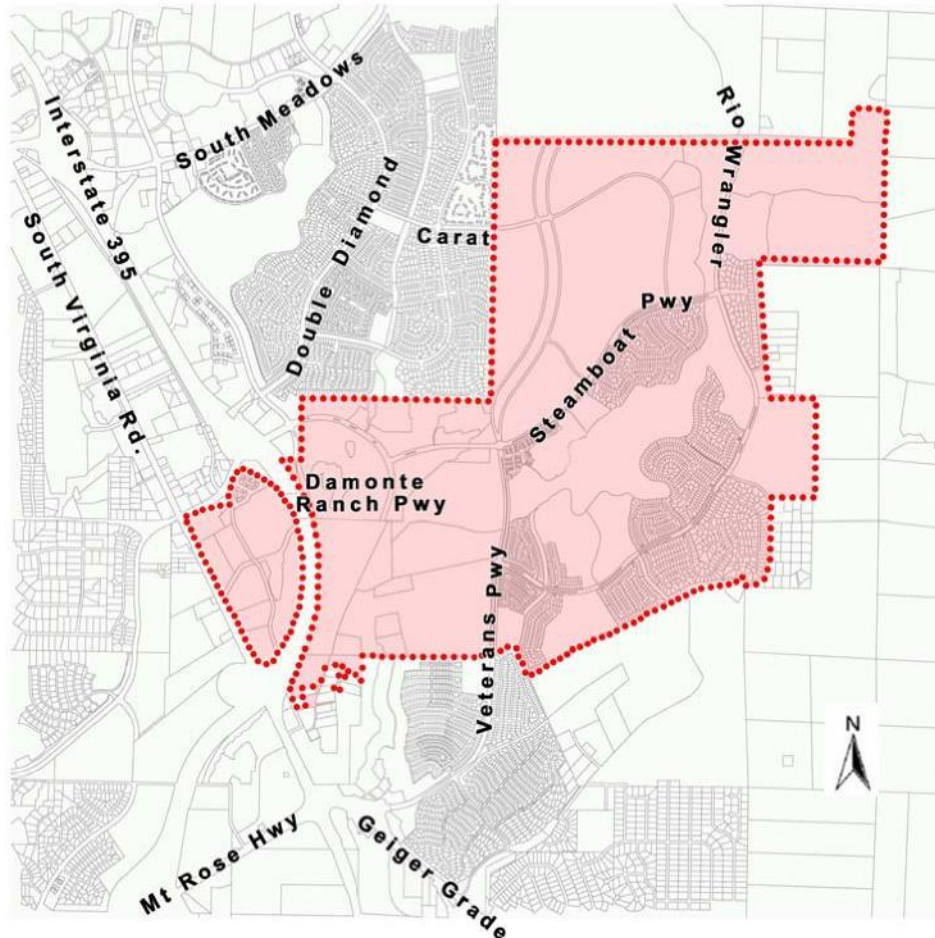 South Meadows
Rio Wrangler
Interstate 395
South Virginia Rd.
Double Diamond
Carat
Steamboat Pwy
Damonte
Ranch Pwy
Veterans Pwy
N
Mt Rose Hwy
Geiger Grade